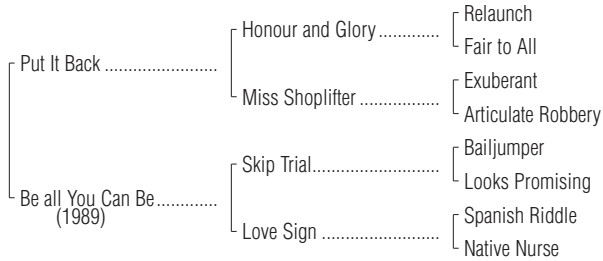 Relaunch
Honour and Glory .............
Fair to All
Put It Back ........................
Exuberant
Miss Shoplifter .................
Articulate Robbery
Bailjumper
Skip Trial...........................
Looks Promising
Be all You Can Be.............
(1989)
Spanish Riddle
Love Sign .........................
Native Nurse